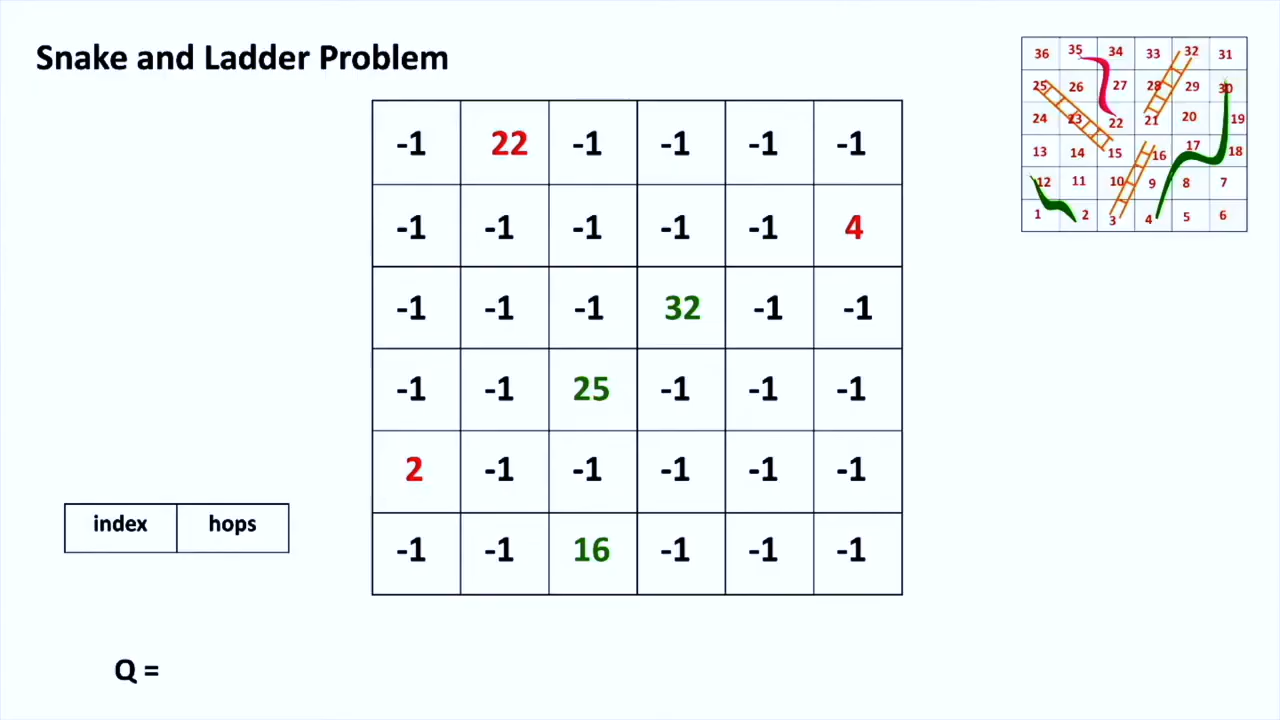 Snake and Ladder Problem
36 35 34 33 32 31
25 26 27 28 29 30
24 23 22 21 20 19
13 14 15 16 17 18
12 11 10 9 8 7
1 2 3 4 5 6
-1 22 -1 -1 -1 -1
-1 -1 -1 -1 -1 4
-1 -1 -1 32 -1 -1
-1 -1 25 -1 -1 -1
2 -1 -1 -1 -1 -1
-1 -1 16 -1 -1 -1
index hops
Q =